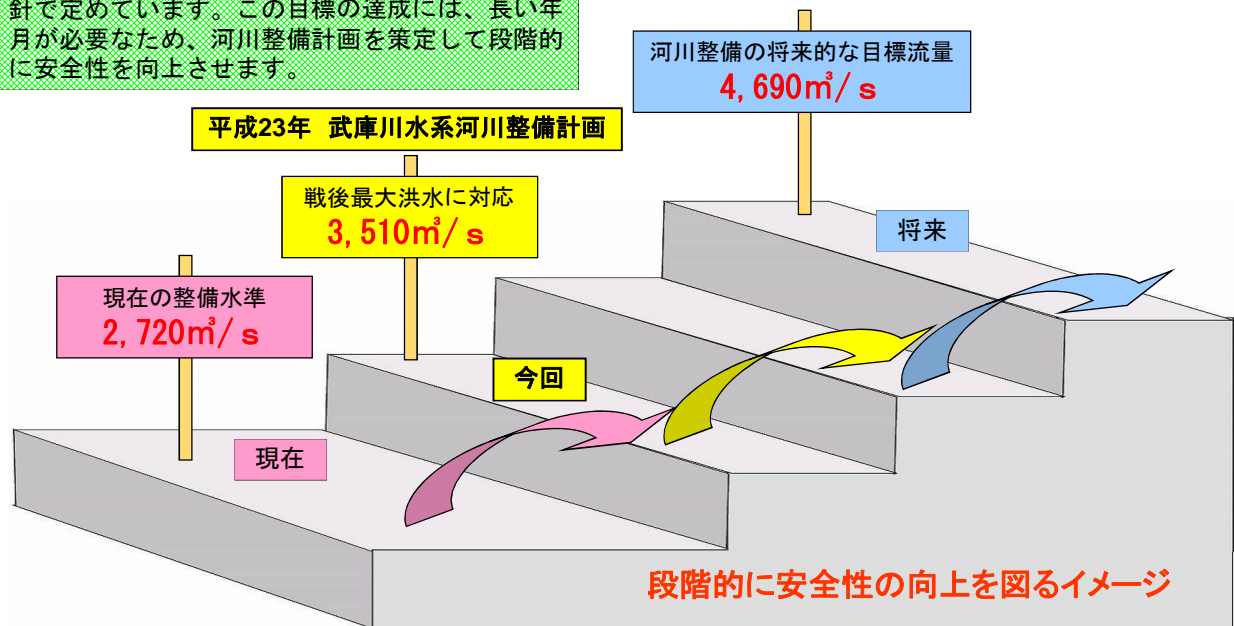 針で定めています。この目標の達成には、長い年
月が必要なため、河川整備計画を策定して段階的
に安全性を向上させます。
河川整備の将来的な目標流量
4,690㎥/s
平成23年 武庫川水系河川整備計画
戦後最大洪水に対応
3,510㎥/s
将来
現在の整備水準
2,720㎥/s
今回
現在
段階的に安全性の向上を図るイメージ